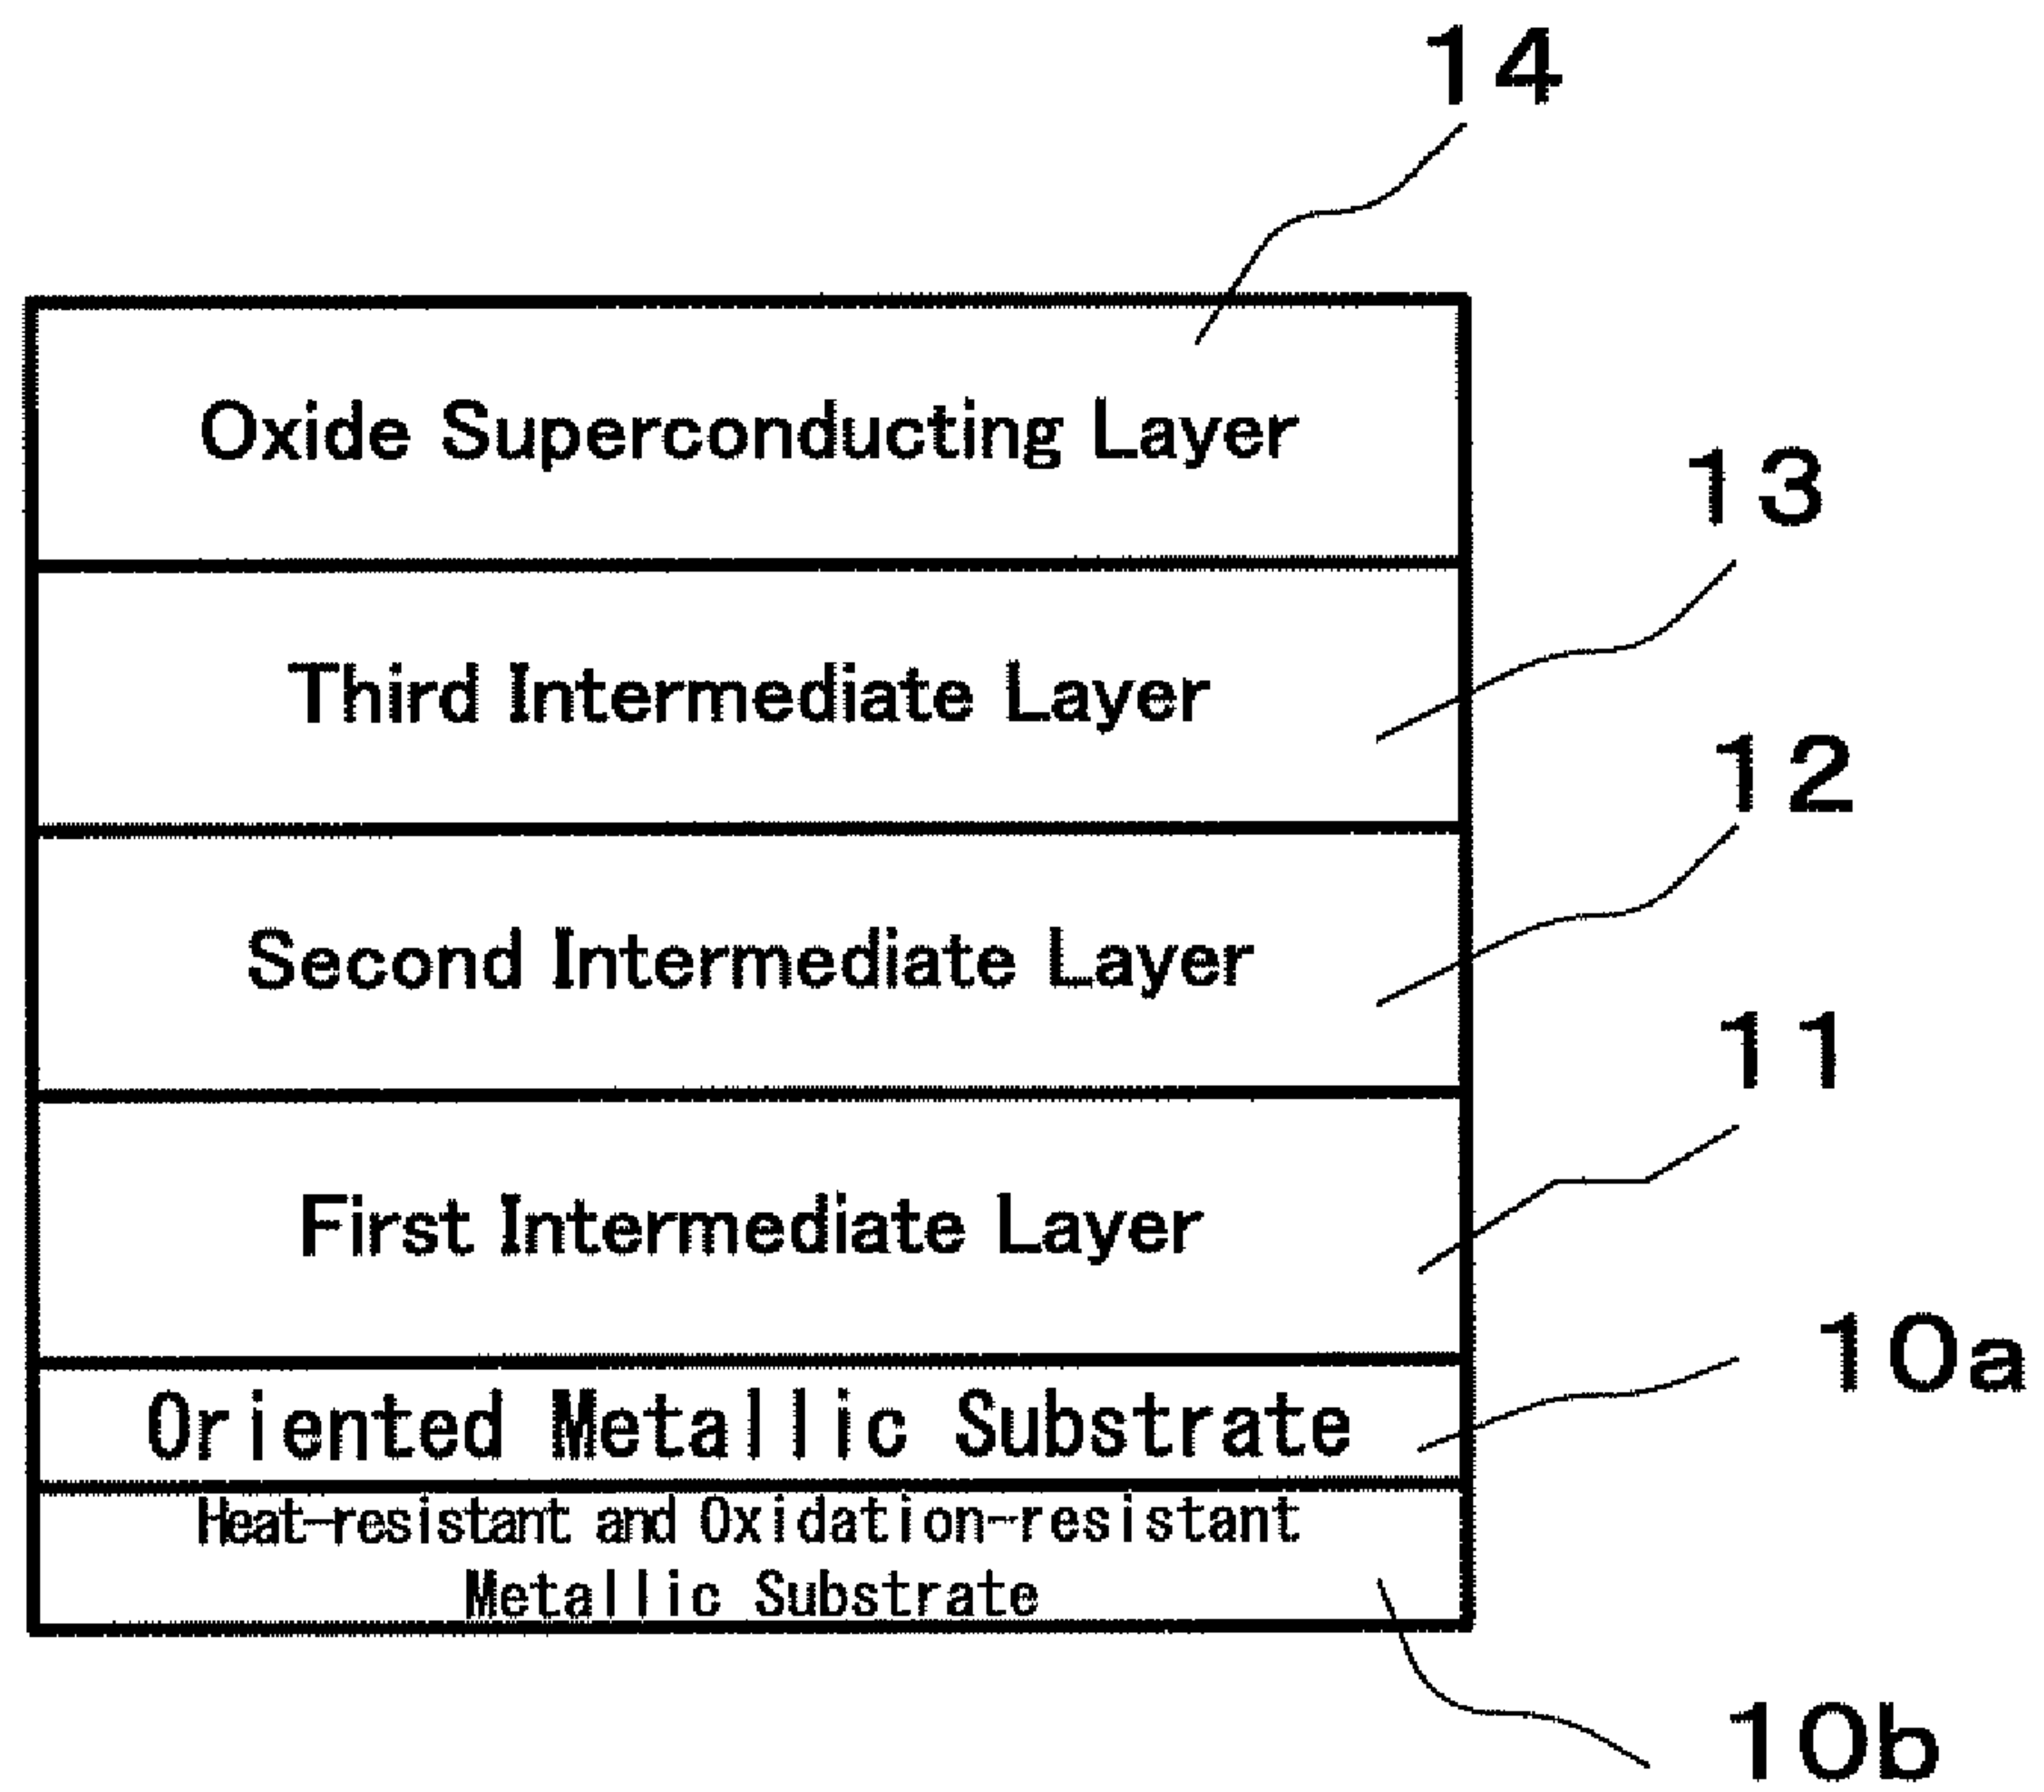 14
Oxide Superconducting Layer
13
Third Intermediate Layer
12
Second Intermediate Layer
11
First Intermediate Layer
10a
Oriented Metallic Substrate
Heat-resistant and Oxidation-resistant
Metallic Substrate
10b